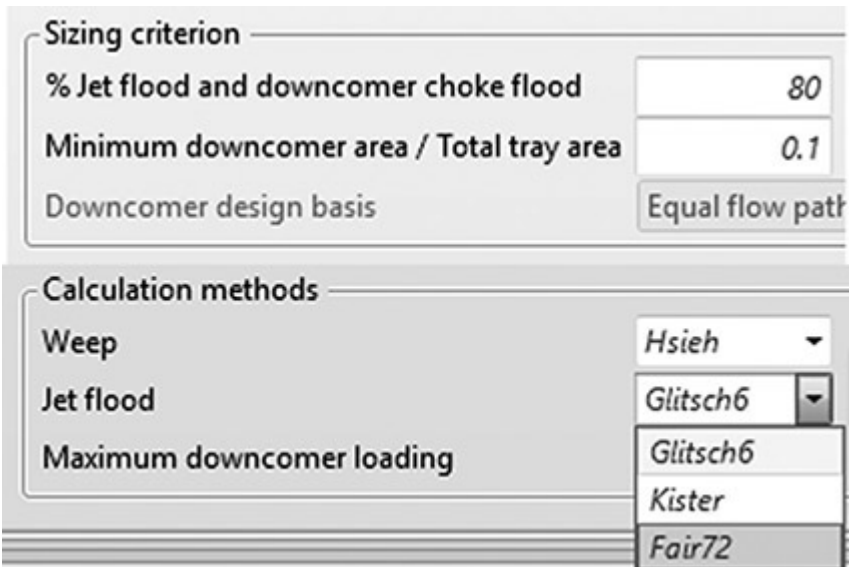 Sizing criterion
% Jet flood and downcomer choke flood 80
Minimum downcomer area / Total tray area 0.1
Downcomer design basis Equal flow path
Calculation methods
Weep Hsieh
Jet flood Glitsch6
Maximum downcomer loading Glitsch6
Kister
Fair72